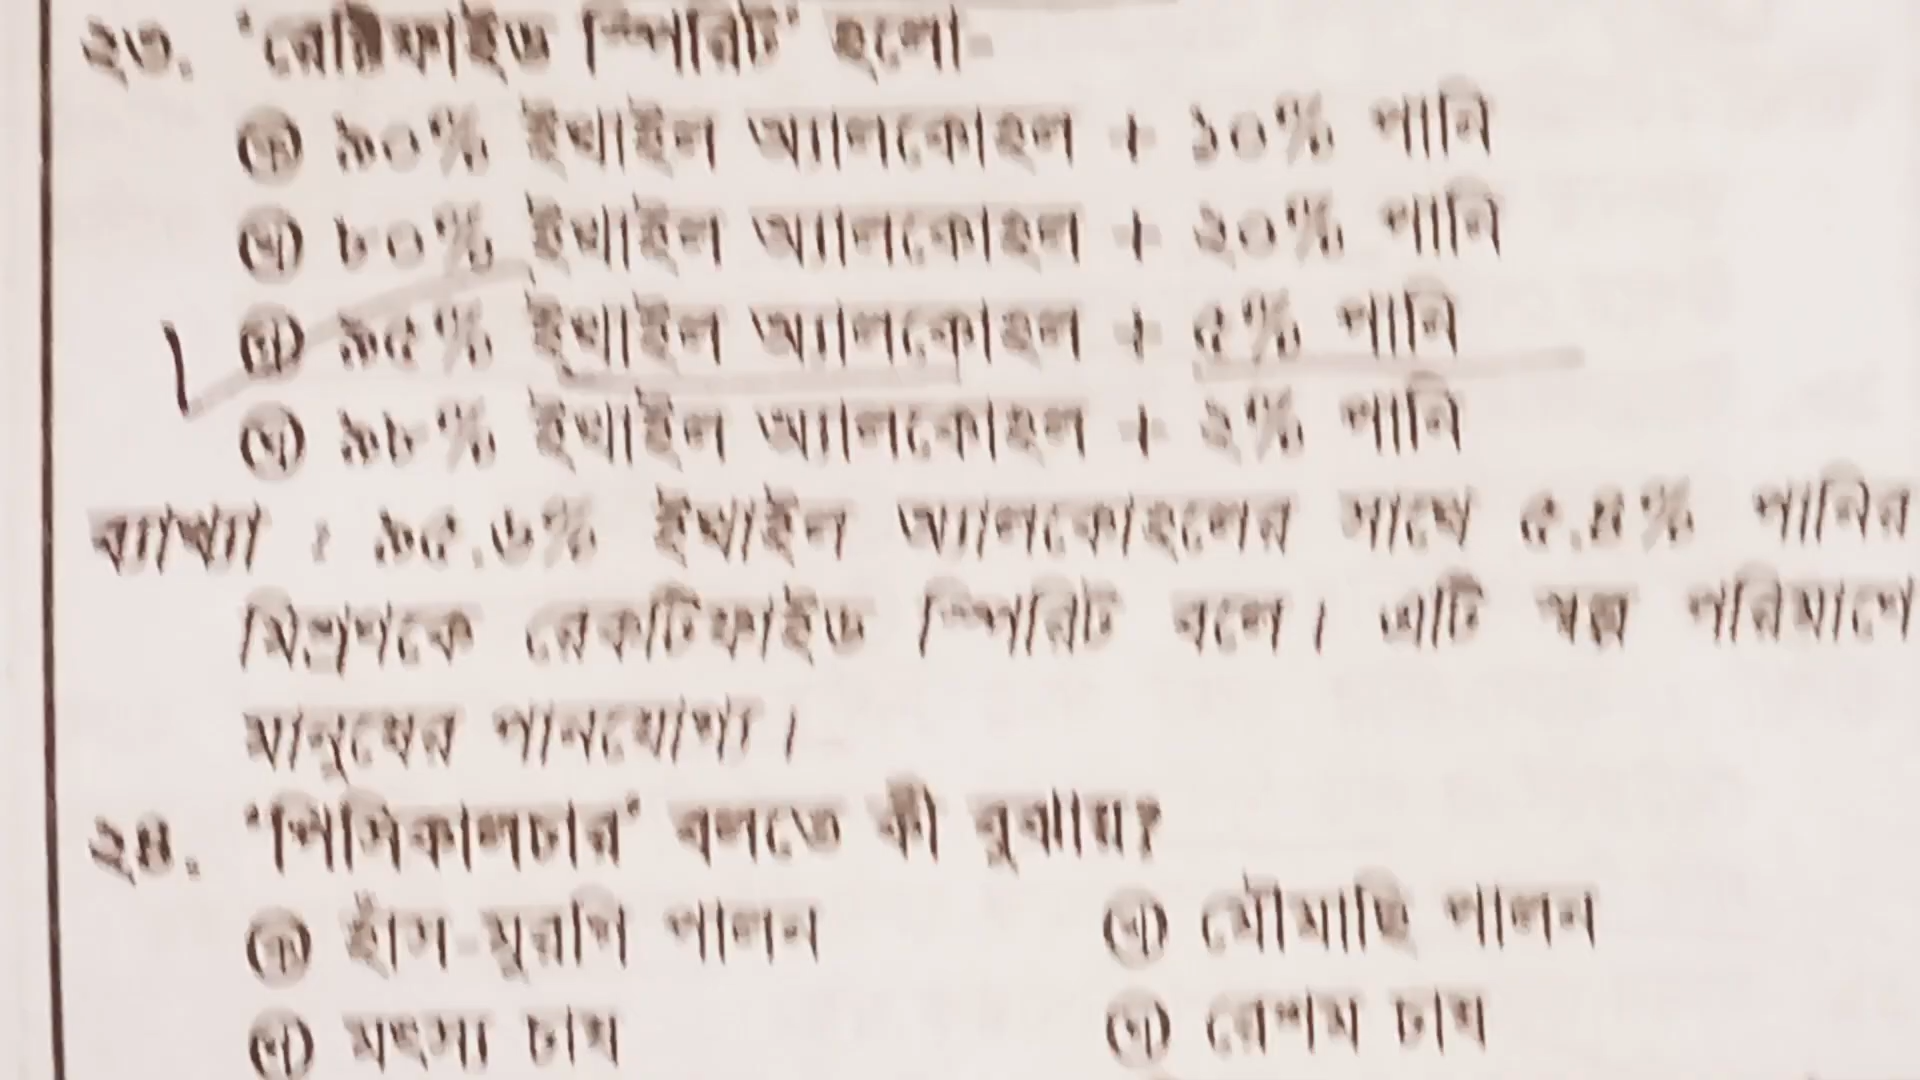 ২৩. 'রেক্টিফাইড স্পিরিট' হলো-
ক ৯০% ইথাইল অ্যালকোহল + ১০% পানি
খ ৮০% ইথাইল অ্যালকোহল + ২০% পানি
গ ৯৫% ইথাইল অ্যালকোহল + ৫% পানি
ঘ ৯৮% ইথাইল অ্যালকোহল + ২% পানি
ব্যাখ্যা : ৯৫.৬% ইথাইল অ্যালকোহলের সাথে ৫.৪% পানির
মিশ্রণকে রেকটিফাইড স্পিরিট বলে। এটি স্বল্প পরিমাণে
মানুষের পানযোগ্য।
২৪. 'পিসিকালচার' বলতে কী বুঝায়?
ক হাঁস-মুরগি পালন খ মৌমাছি পালন
গ মৎস্য চাষ ঘ রেশম চাষ